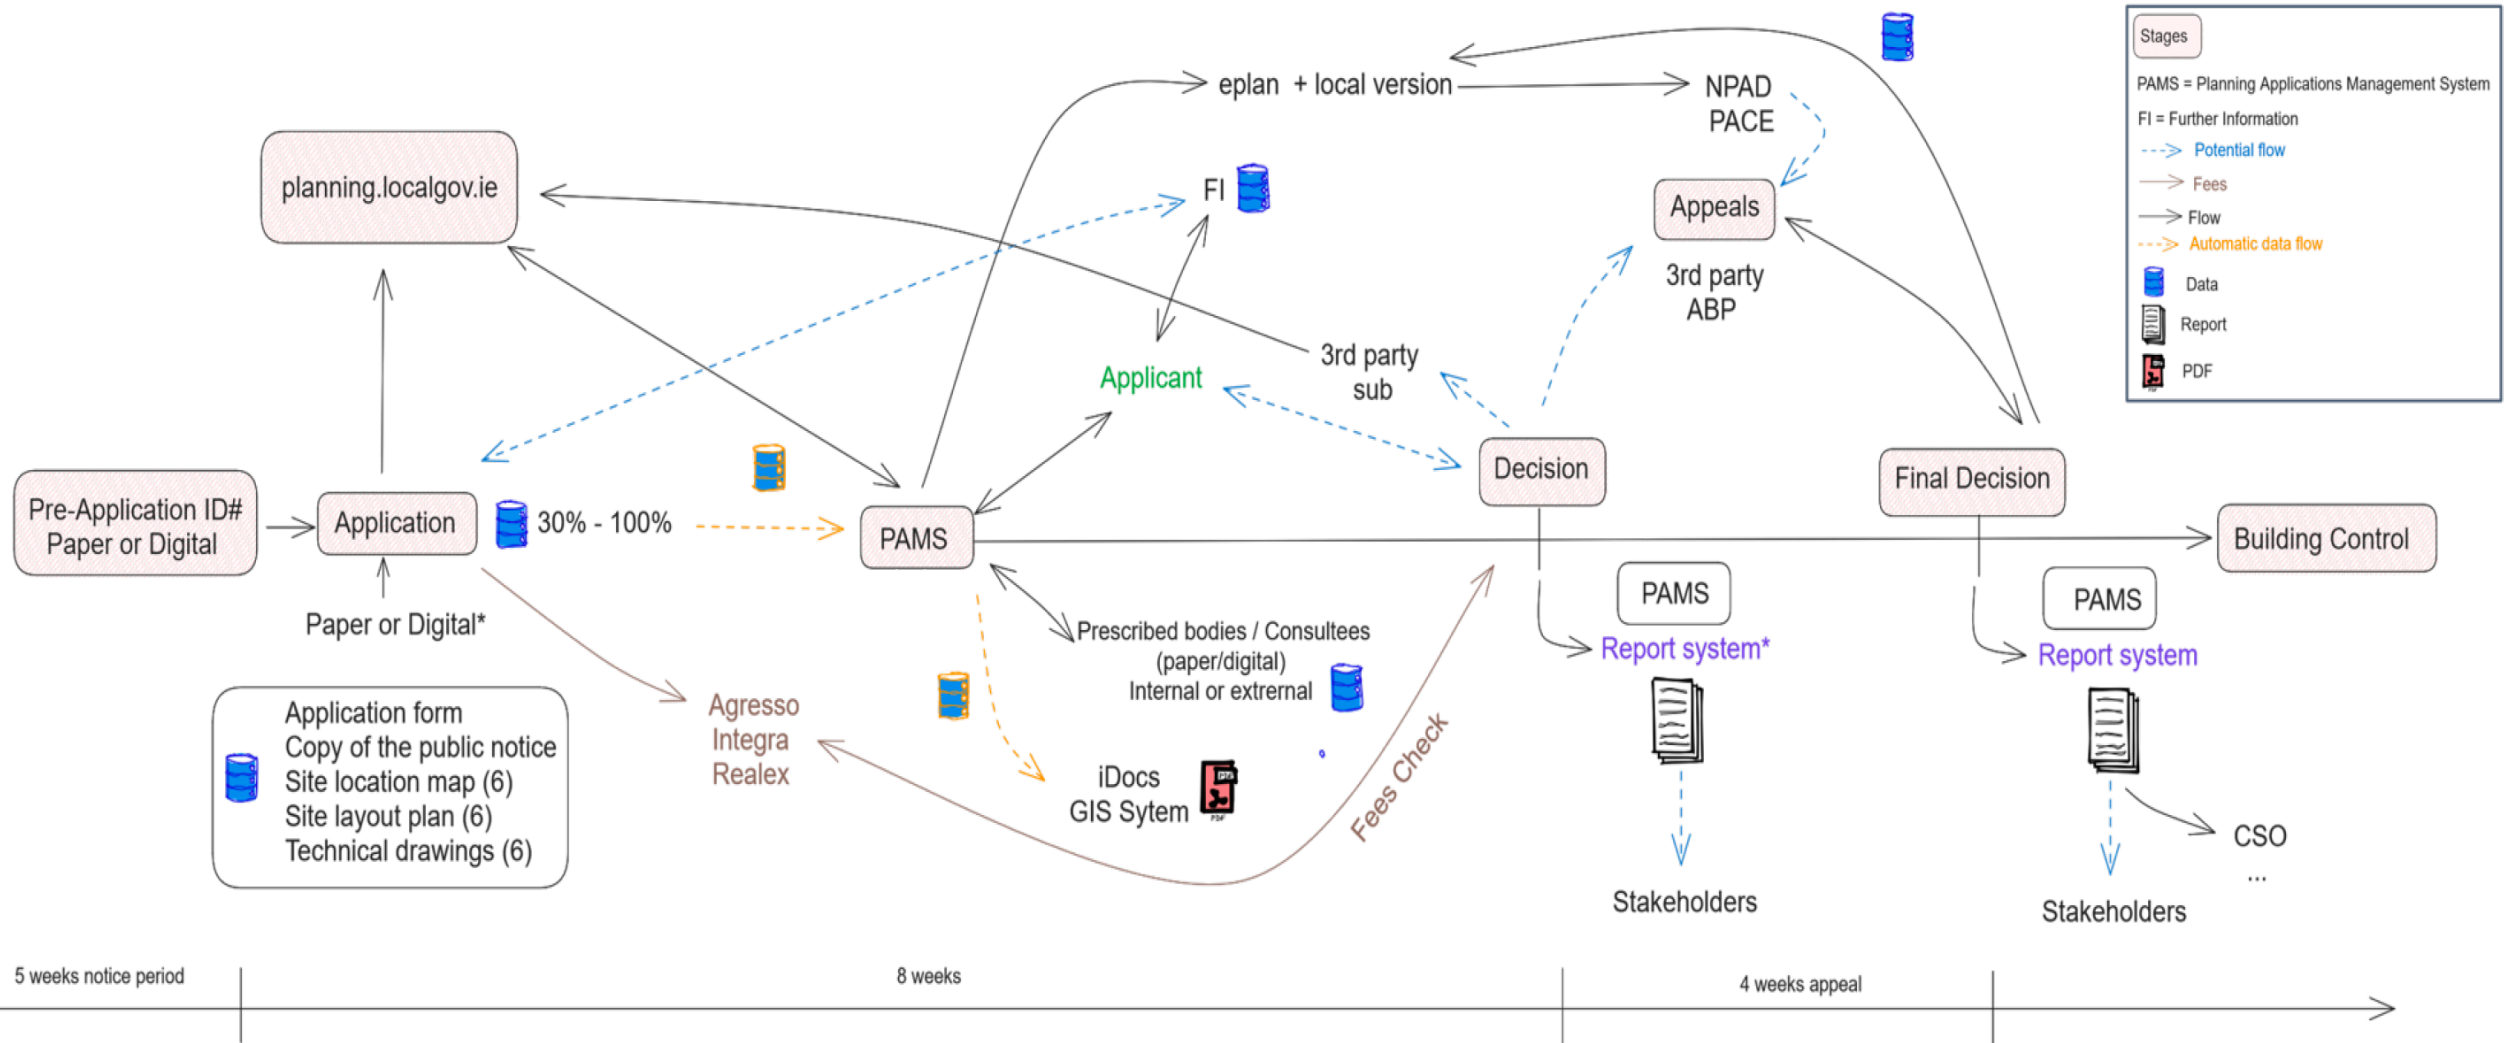 Stages
PAMS = Planning Applications Management System
FI = Further Information
Potential flow
Fees
Flow
Automatic data flow
Data
Report
PDF
eplan + local version
NPAD
PACE
planning.localgov.ie
FI
Appeals
3rd party
ABP
3rd party
sub
Applicant
Decision
Final Decision
Pre-Application ID#
Paper or Digital
Application
30% - 100%
PAMS
Building Control
Paper or Digital*
Prescribed bodies / Consultees
(paper/digital)
Internal or extrernal
PAMS
Report system*
PAMS
Report system
Application form
Copy of the public notice
Site location map (6)
Site layout plan (6)
Technical drawings (6)
Agresso
Integra
Realex
iDocs
GIS Sytem
PDF
Fees Check
Stakeholders
CSO
...
Stakeholders
5 weeks notice period
8 weeks
4 weeks appeal